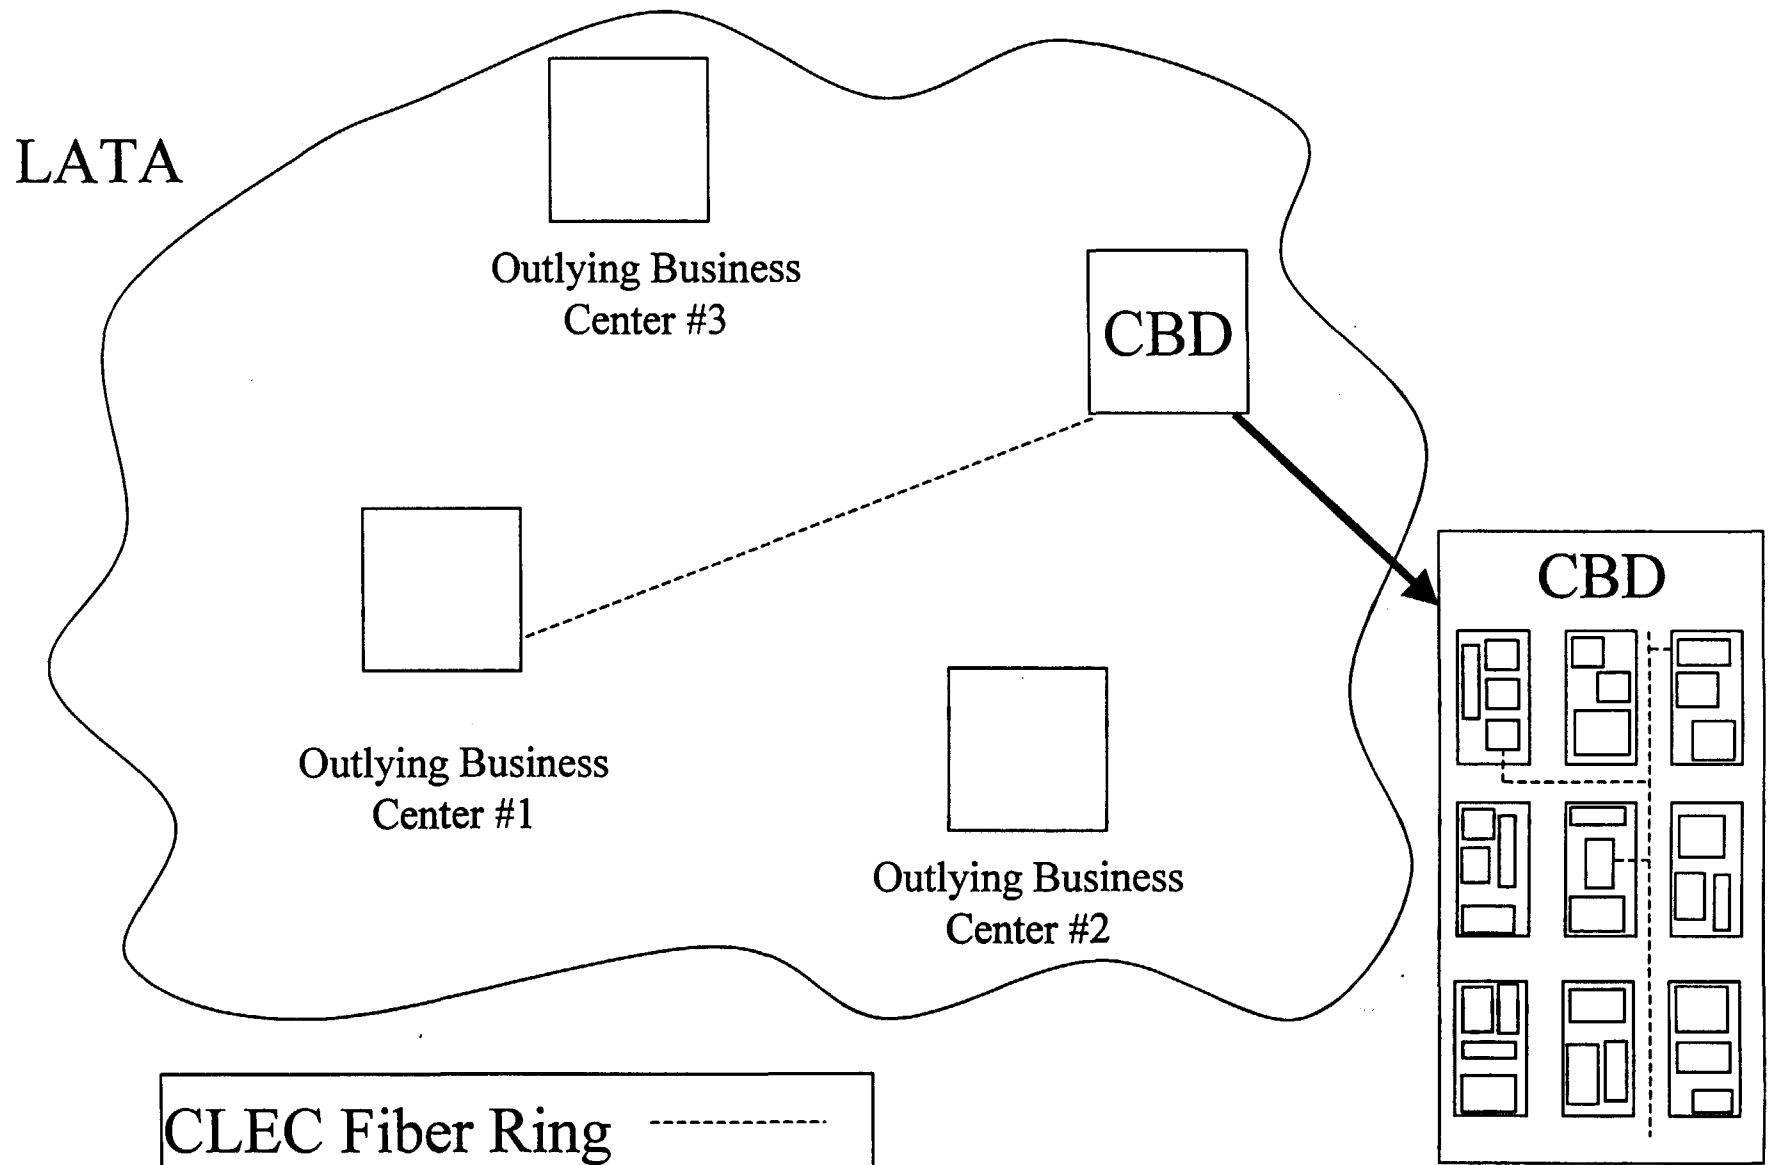 LATA
Outlying Business
Center #3
CBD
Outlying Business
Center #1
Outlying Business
Center #2
CBD
CLEC Fiber Ring